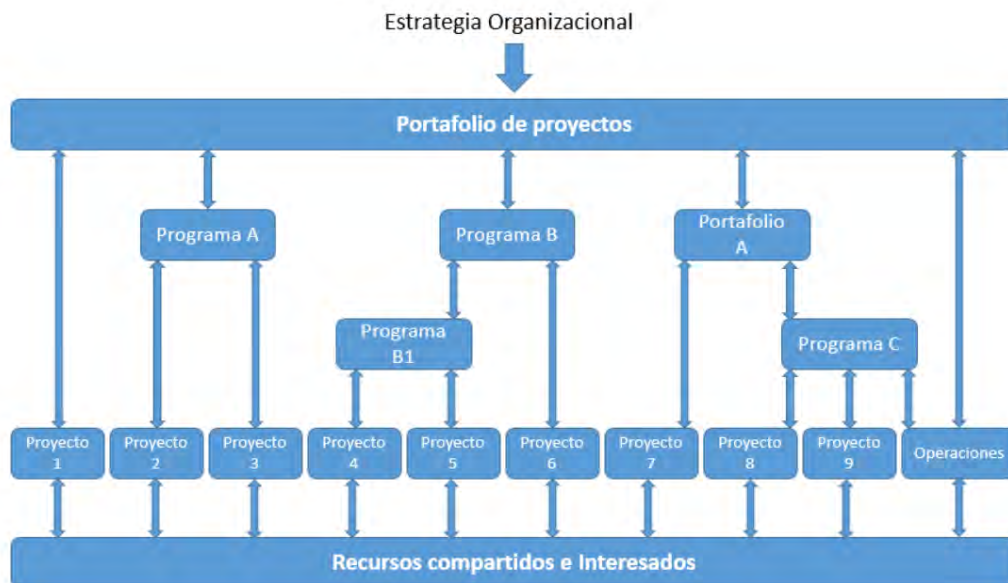 Estrategia Organizacional
Portafolio de proyectos
Programa A
Programa B
Portafolio
A
Programa
B1
Programa C
Proyecto
1
Proyecto
2
Proyecto
3
Proyecto
4
Proyecto
5
Proyecto
6
Proyecto
7
Proyecto
8
Proyecto
9
Operaciones
Recursos compartidos e Interesados